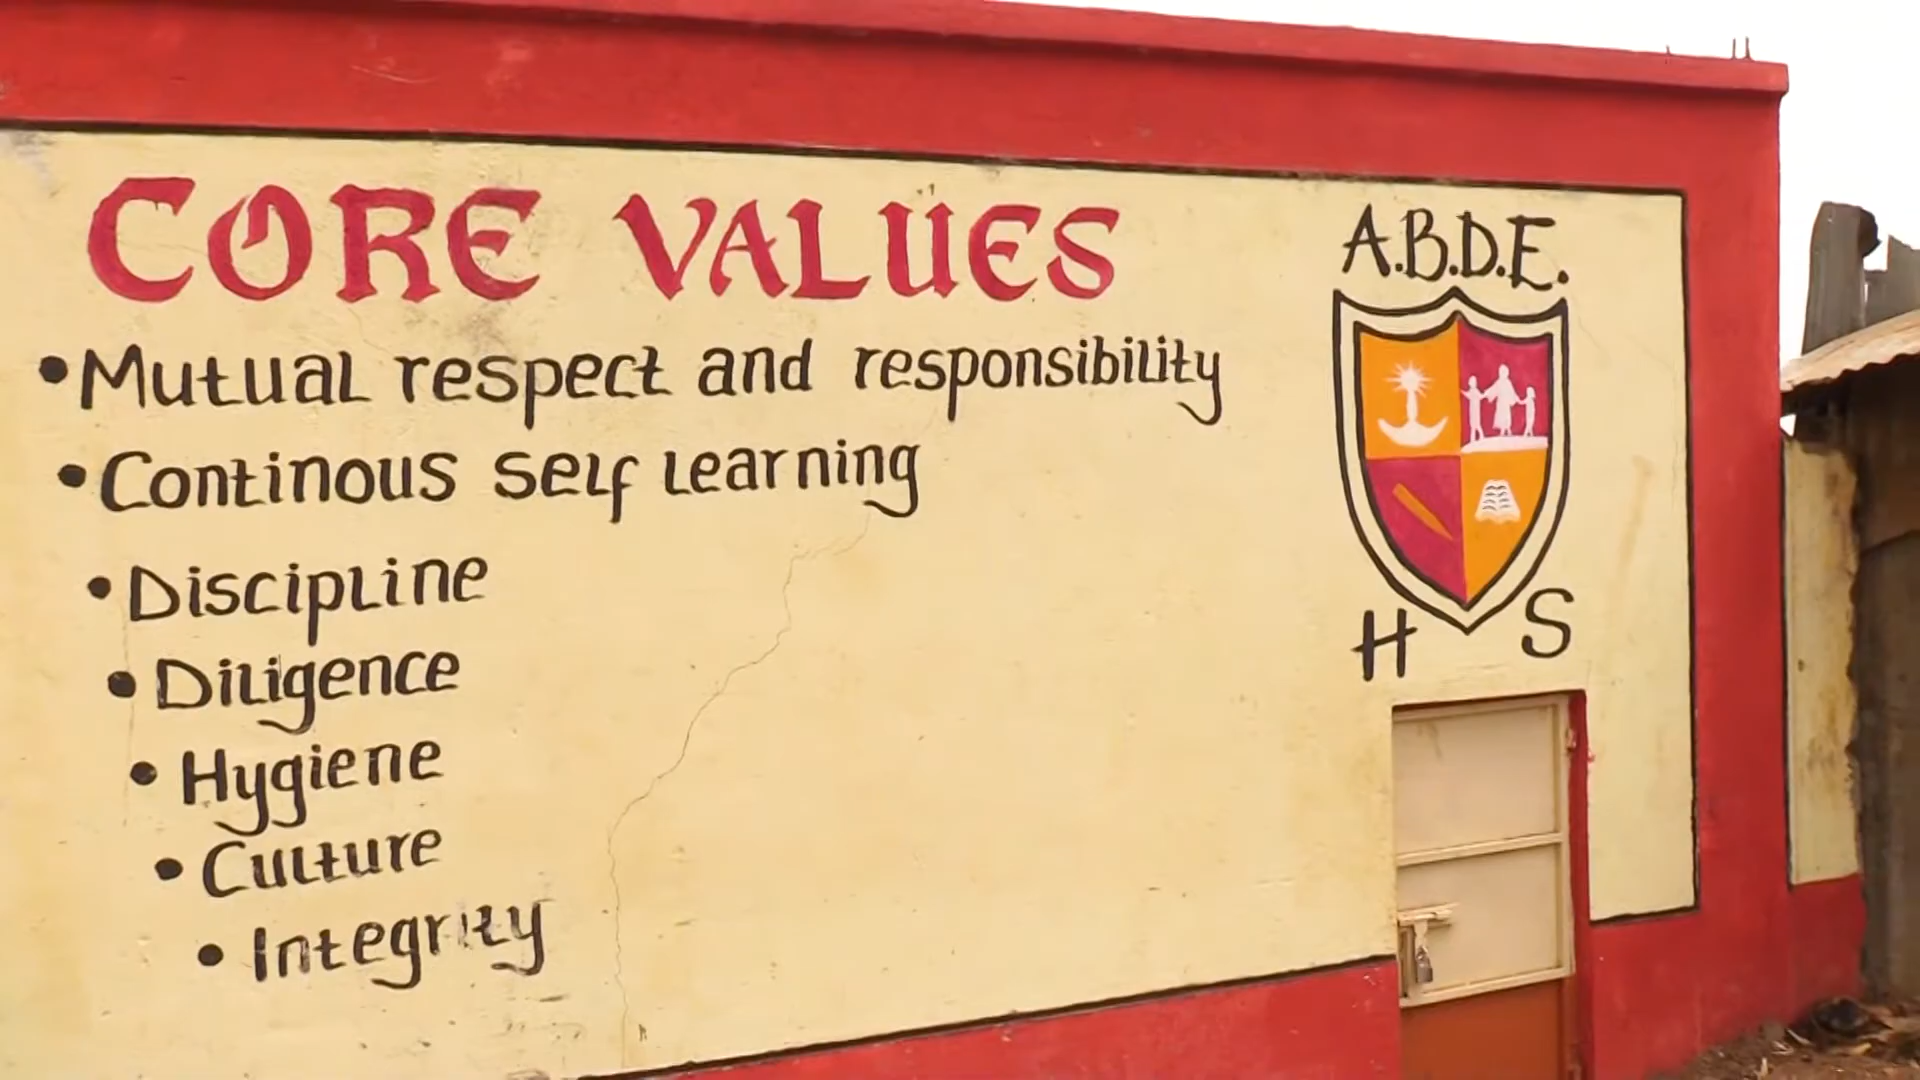 CORE VALUES
•Mutual respect and responsibility
•Continous self learning
•Discipline
•Diligence
•Hygiene
•Culture
•Integrity
A.B.D.E.
H S